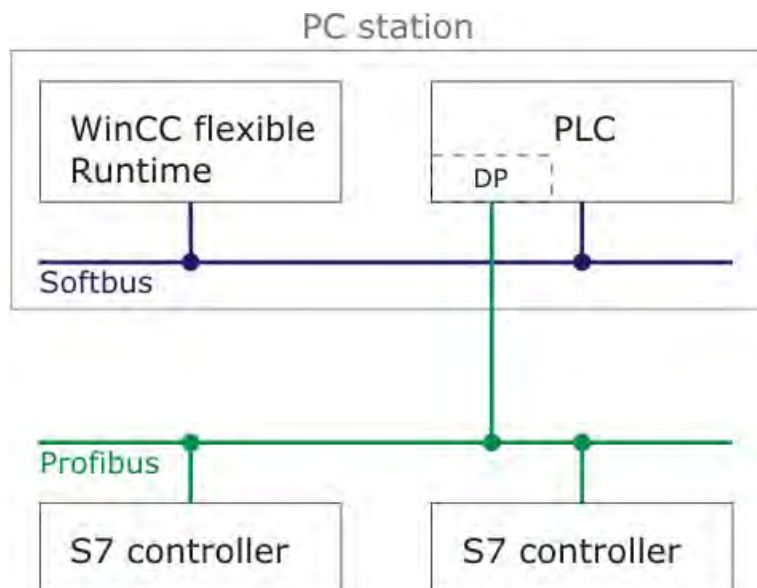 PC station
WinCC flexible
Runtime
PLC
DP
Softbus
Profibus
S7 controller
S7 controller